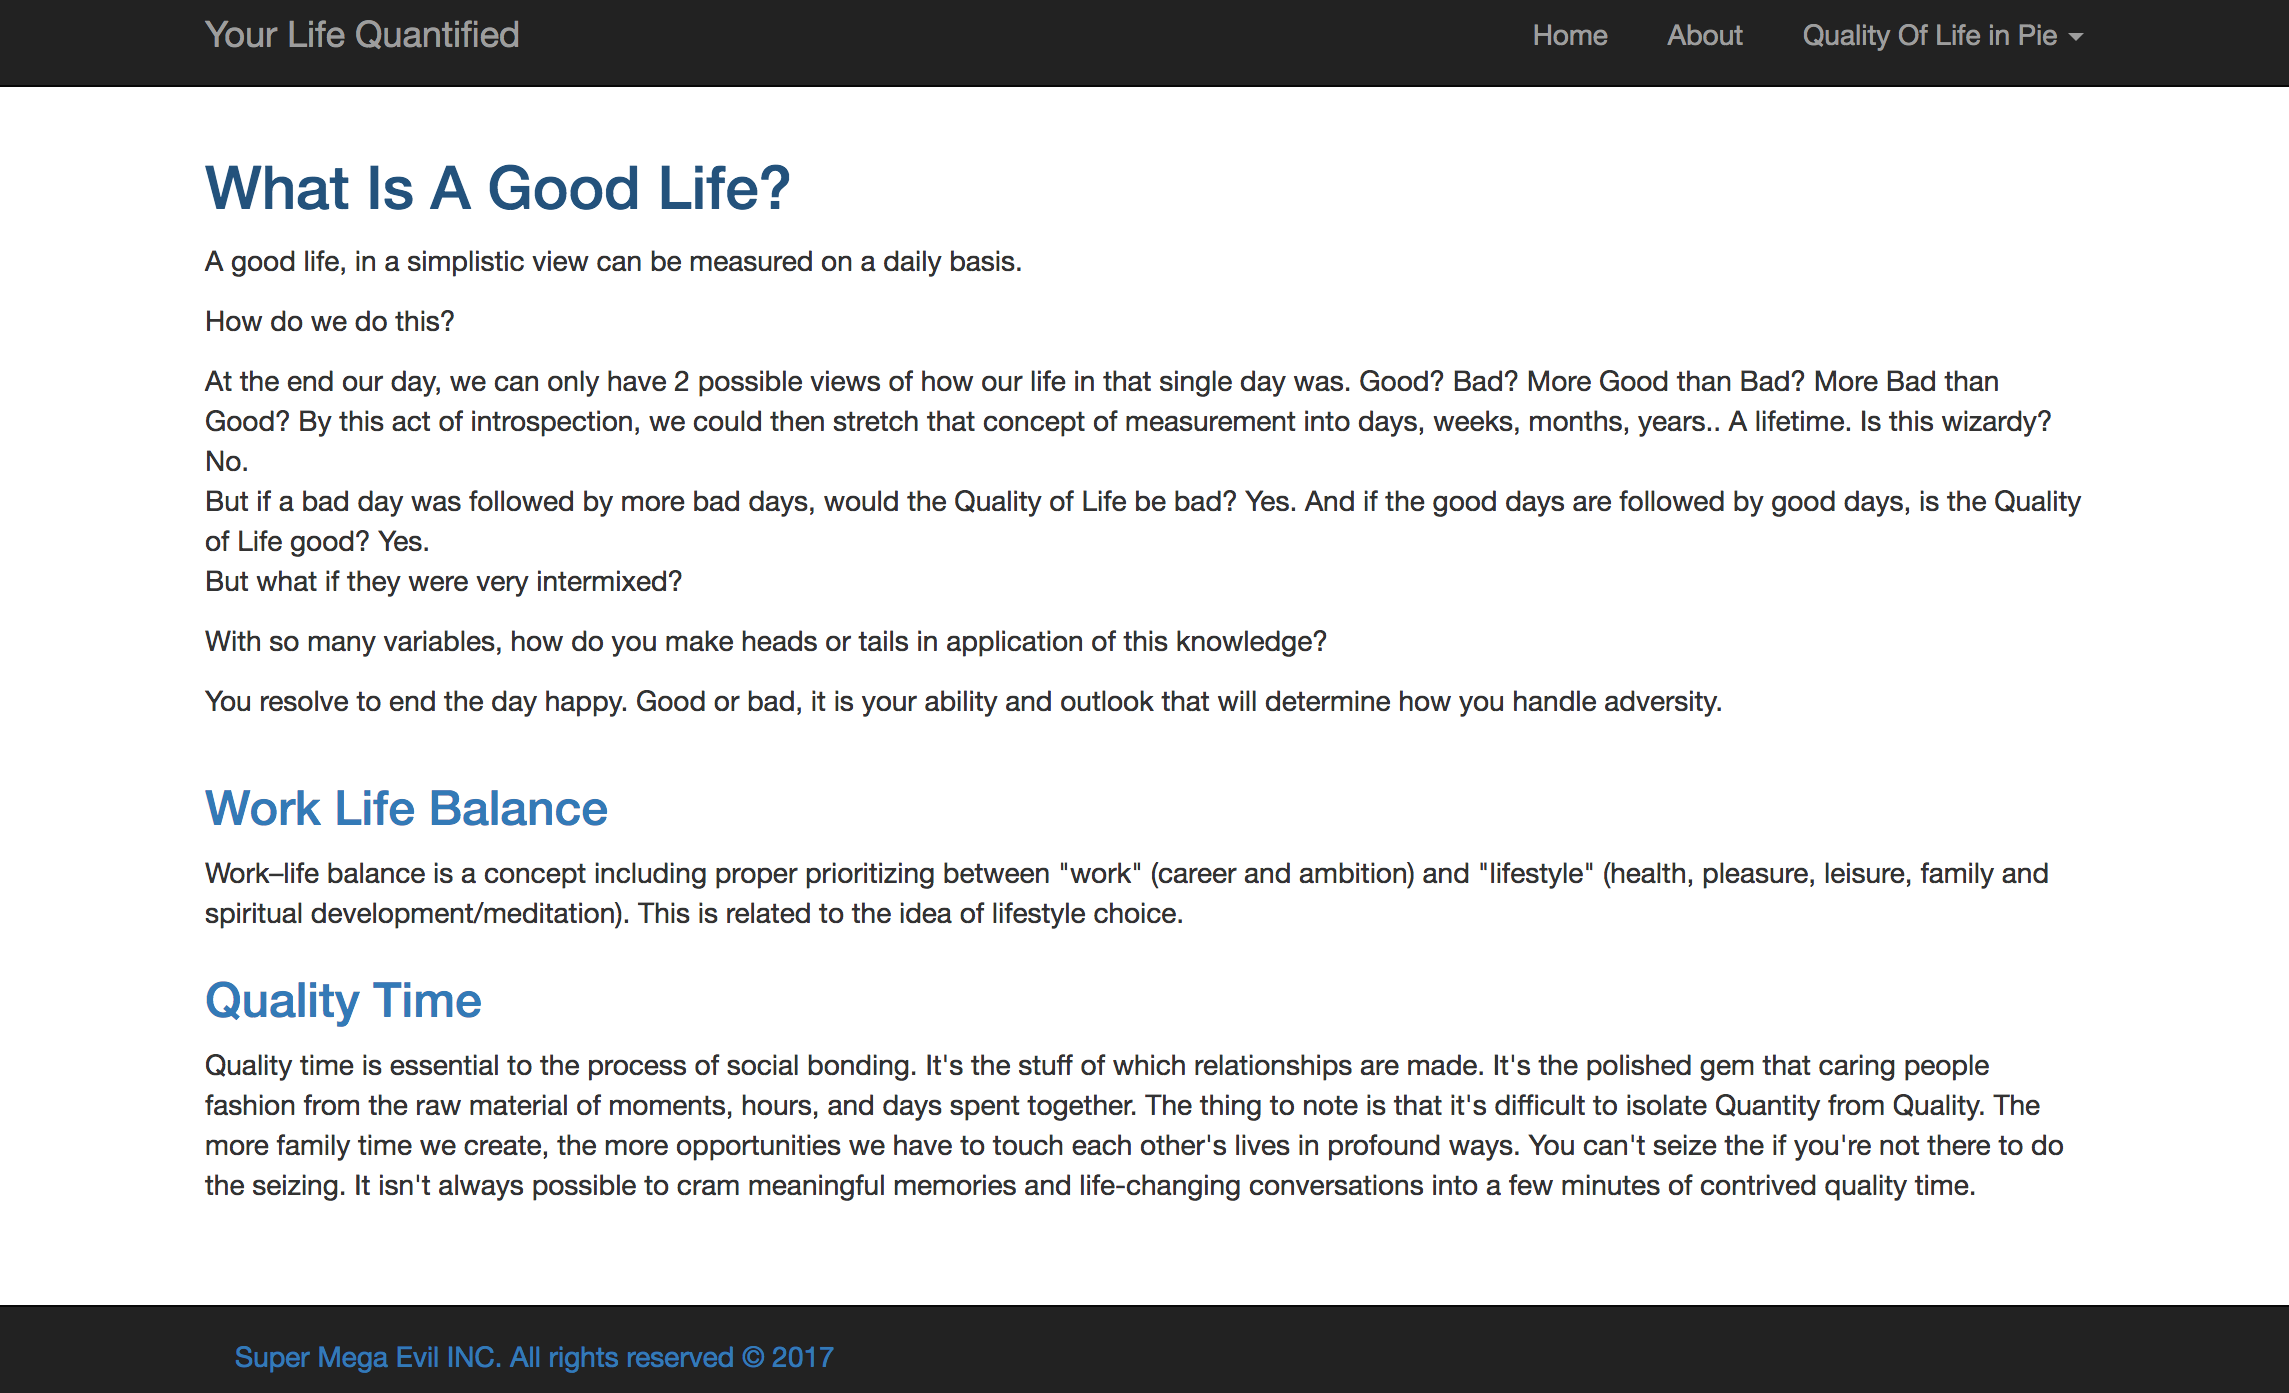 Your Life Quantified Home About Quality Of Life in Pie
What Is A Good Life?
A good life, in a simplistic view can be measured on a daily basis.
How do we do this?
At the end our day, we can only have 2 possible views of how our life in that single day was. Good? Bad? More Good than Bad? More Bad than
Good? By this act of introspection, we could then stretch that concept of measurement into days, weeks, months, years.. A lifetime. Is this wizardy?
No.
But if a bad day was followed by more bad days, would the Quality of Life be bad? Yes. And if the good days are followed by good days, is the Quality
of Life good? Yes.
But what if they were very intermixed?
With so many variables, how do you make heads or tails in application of this knowledge?
You resolve to end the day happy. Good or bad, it is your ability and outlook that will determine how you handle adversity.
Work Life Balance
Work–life balance is a concept including proper prioritizing between "work" (career and ambition) and "lifestyle" (health, pleasure, leisure, family and
spiritual development/meditation). This is related to the idea of lifestyle choice.
Quality Time
Quality time is essential to the process of social bonding. It's the stuff of which relationships are made. It's the polished gem that caring people
fashion from the raw material of moments, hours, and days spent together. The thing to note is that it's difficult to isolate Quantity from Quality. The
more family time we create, the more opportunities we have to touch each other's lives in profound ways. You can't seize the if you're not there to do
the seizing. It isn't always possible to cram meaningful memories and life-changing conversations into a few minutes of contrived quality time.
Super Mega Evil INC. All rights reserved © 2017